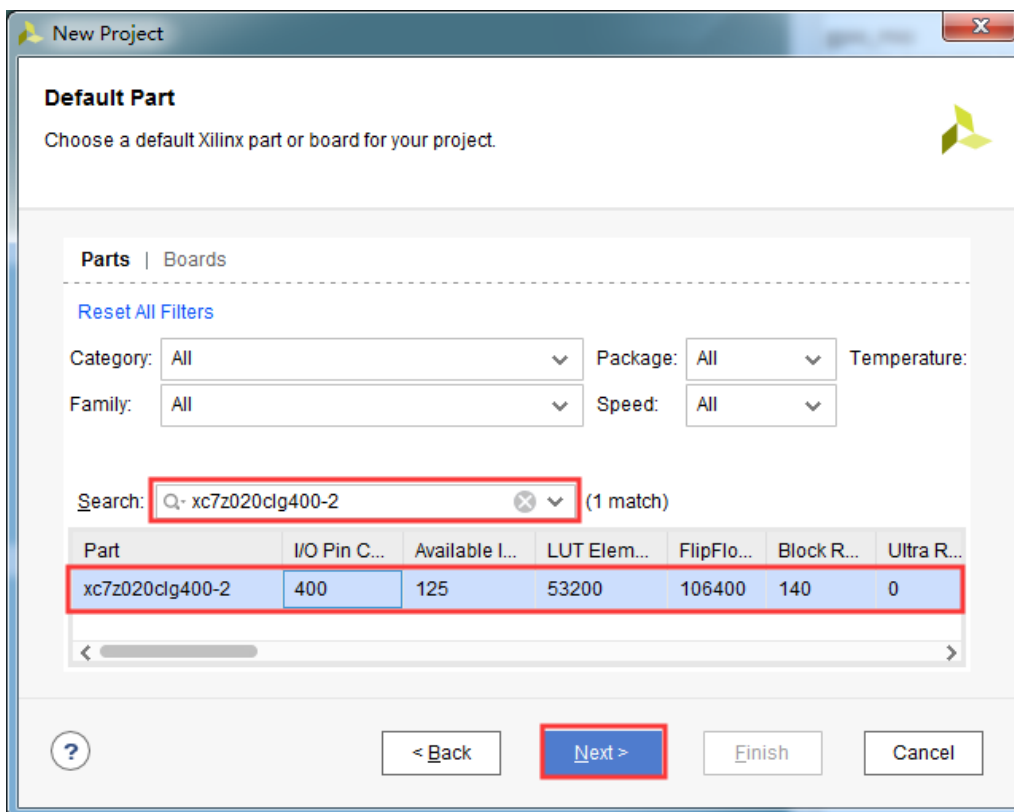 New Project
Default Part
Choose a default Xilinx part or board for your project.
Parts | Boards
Reset All Filters
Category: All Package: All Temperature:
Family: All Speed: All
Search: xc7z020clg400-2 (1 match)
Part I/O Pin C... Available I... LUT Elem... FlipFlo... Block R... Ultra R...
xc7z020clg400-2 400 125 53200 106400 140 0
? < Back Next > Finish Cancel